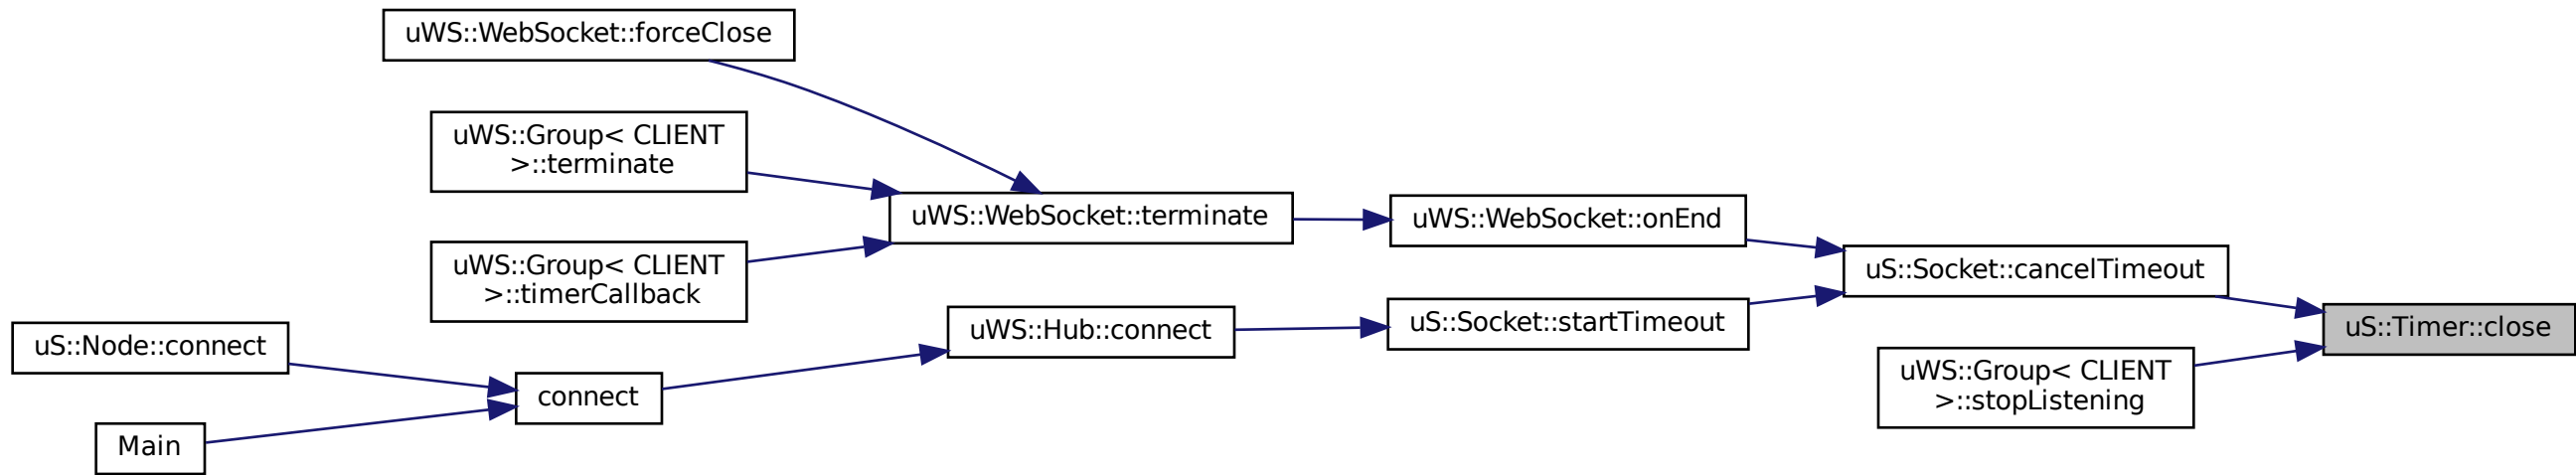 uWS::WebSocket::forceClose
uWS::Group< CLIENT
>::terminate
uWS::WebSocket::terminate
uWS::WebSocket::onEnd
uWS::Group< CLIENT
>::timerCallback
uS::Socket::cancelTimeout
uS::Node::connect
uWS::Hub::connect
uS::Socket::startTimeout
uS::Timer::close
connect
uWS::Group< CLIENT
>::stopListening
Main